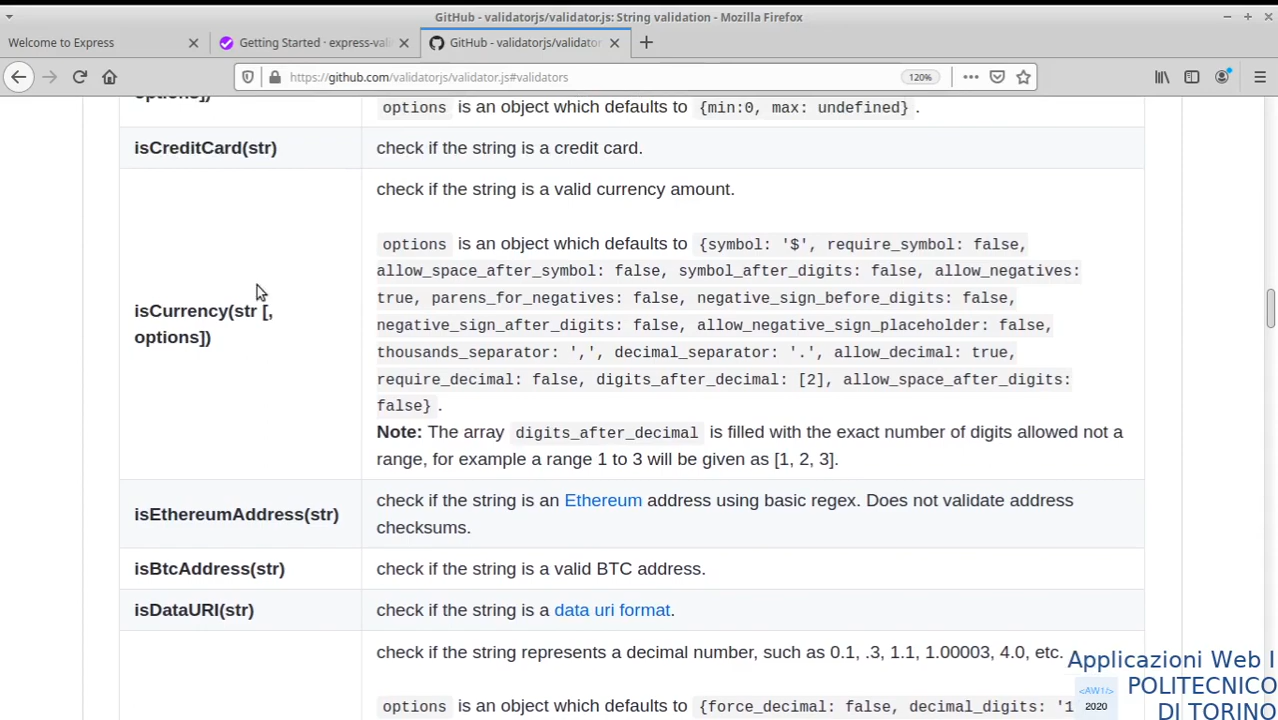 GitHub - validatorjs/validator.js: String validation - Mozilla Firefox
Welcome to Express
Getting Started · express-vali
GitHub - validatorjs/validator
https://github.com/validatorjs/validator.js#validators
120%
options])
options is an object which defaults to {min:0, max: undefined} .
isCreditCard(str)
check if the string is a credit card.
isCurrency(str [,
options])
check if the string is a valid currency amount.
options is an object which defaults to {symbol: '$', require_symbol: false,
allow_space_after_symbol: false, symbol_after_digits: false, allow_negatives:
true, parens_for_negatives: false, negative_sign_before_digits: false,
negative_sign_after_digits: false, allow_negative_sign_placeholder: false,
thousands_separator: ',', decimal_separator: '.', allow_decimal: true,
require_decimal: false, digits_after_decimal: [2], allow_space_after_digits:
false} .
Note: The array digits_after_decimal is filled with the exact number of digits allowed not a
range, for example a range 1 to 3 will be given as [1, 2, 3].
isEthereumAddress(str)
check if the string is an Ethereum address using basic regex. Does not validate address
checksums.
isBtcAddress(str)
check if the string is a valid BTC address.
isDataURI(str)
check if the string is a data uri format.
check if the string represents a decimal number, such as 0.1, .3, 1.1, 1.00003, 4.0, etc.
options is an object which defaults to {force_decimal: false, decimal_digits: '1
Applicazioni Web I
POLITECNICO
DI TORINO
<AW1/>
2020